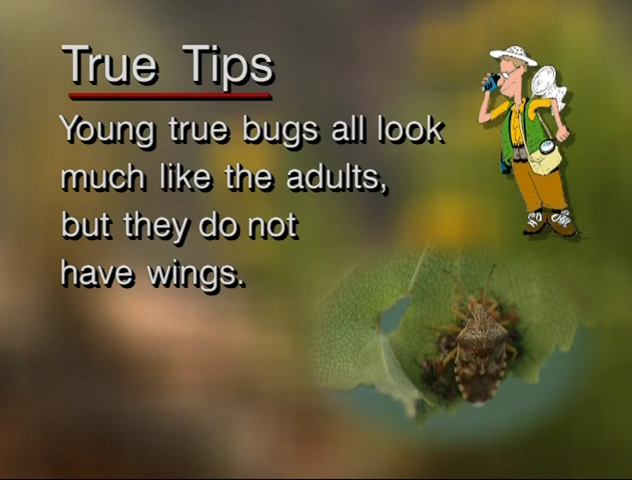 True Tips
Young true bugs all look
much like the adults,
but they do not
have wings.